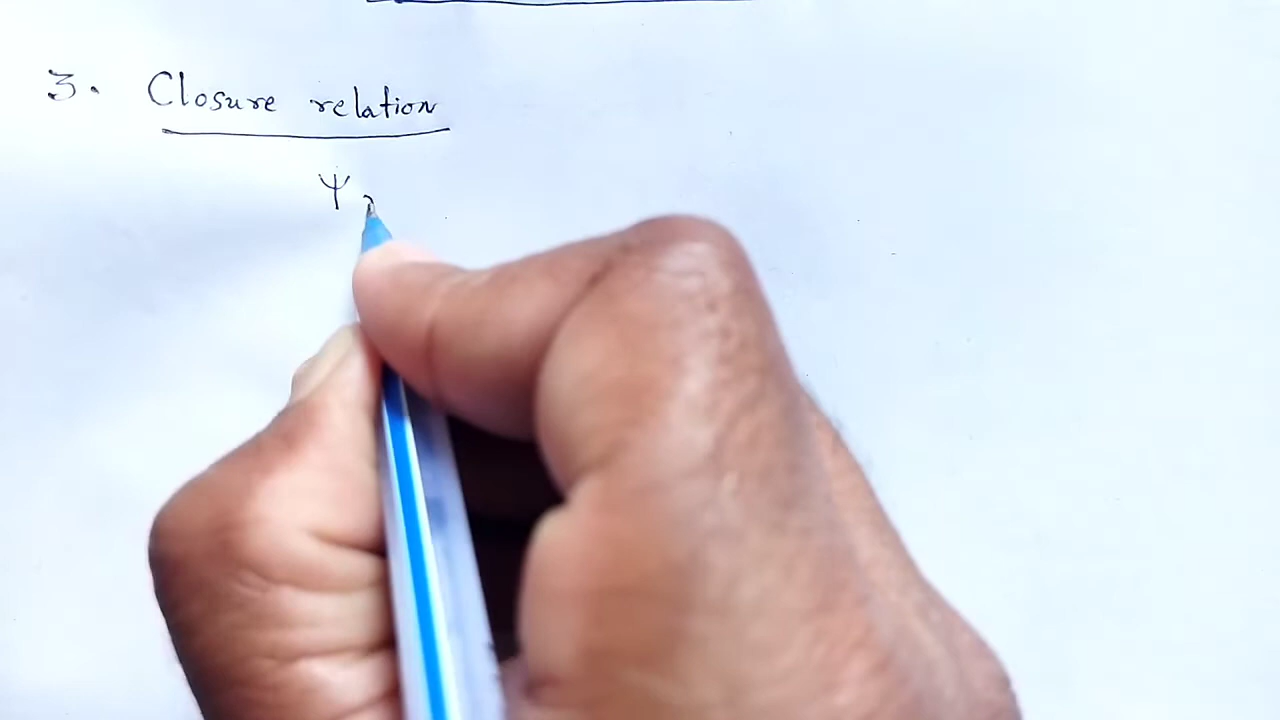 3. Closure relation
Ψ